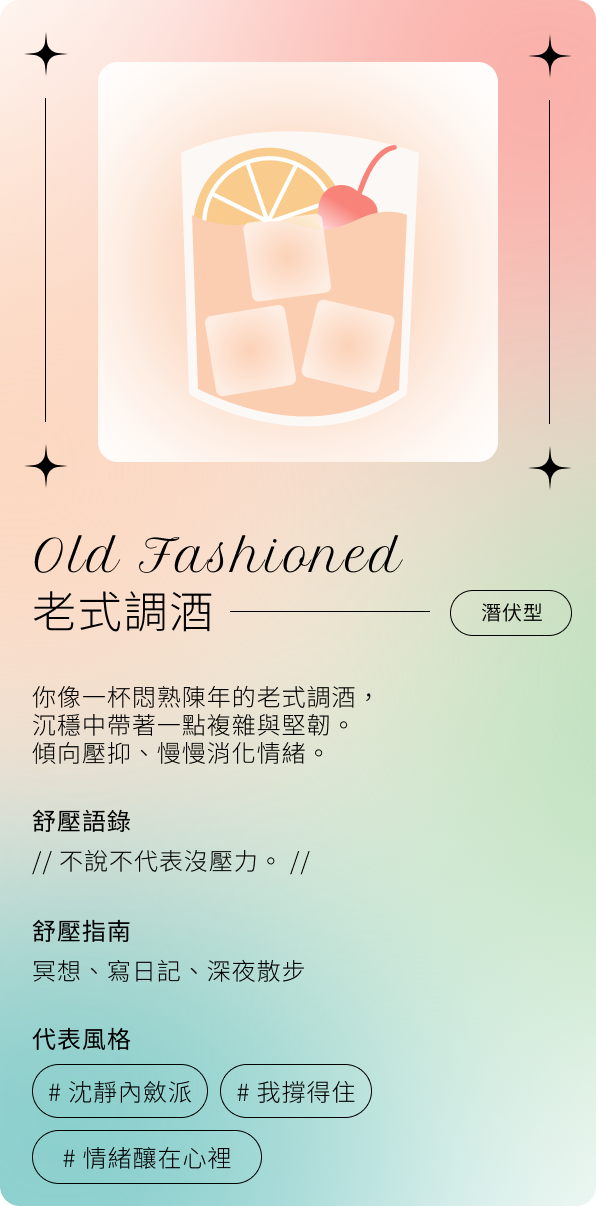 Old Fashioned
老式調酒
潛伏型
你像一杯悶熟陳年的老式調酒，
沉穩中帶著一點複雜與堅韌。
傾向壓抑、慢慢消化情緒。
舒壓語錄
// 不說不代表沒壓力。 //
舒壓指南
冥想、寫日記、深夜散步
代表風格
# 沈靜內斂派
# 我撐得住
# 情緒釀在心裡